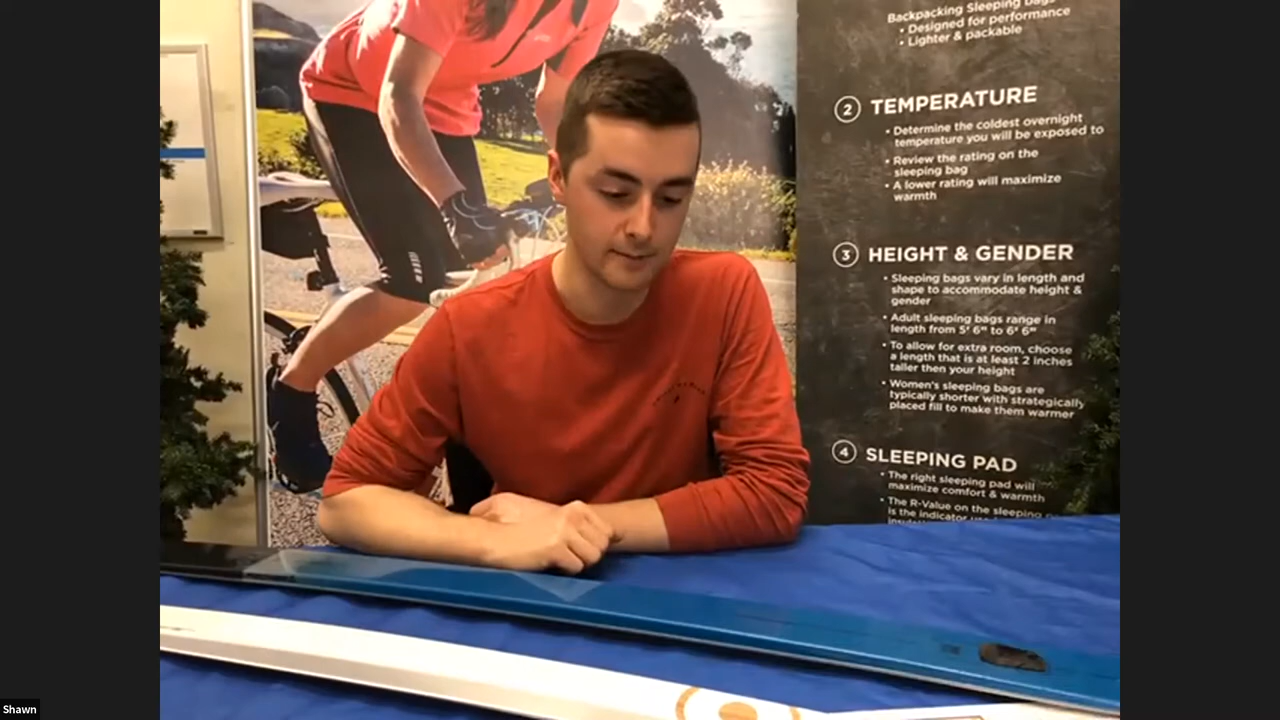 Backpacking Sleeping Bags
• Designed for performance
• Lighter & packable
2 TEMPERATURE
• Determine the coldest overnight
temperature you will be exposed to
• Review the rating on the
sleeping bag
• A lower rating will maximize
warmth
3 HEIGHT & GENDER
• Sleeping bags vary in length and
shape to accommodate height &
gender
• Adult sleeping bags range in
length from 5' 6" to 6' 6"
• To allow for extra room, choose
a length that is at least 2 inches
taller then your height
• Women's sleeping bags are
typically shorter with strategically
placed fill to make them warmer
4 SLEEPING PAD
• The right sleeping pad will
maximize comfort & warmth
• The R-Value on the sleeping
is the indicator
Shawn